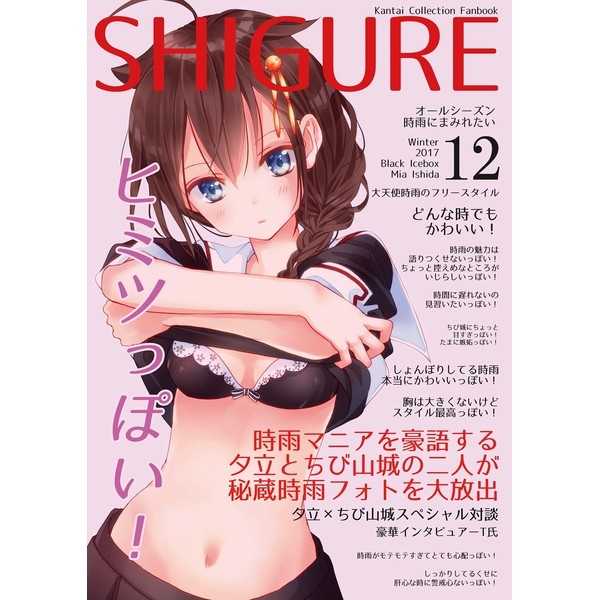 Kantai Collection Fanbook
SHIGURE
オールシーズン
時雨にまみれたい
Winter
2017
Black Icebox
Mia Ishida
12
大天使時雨のフリースタイル
どんな時でも
かわいい！
時雨の魅力は
語りつくせないっぽい！
ちょっと控えめなところが
いじらしいっぽい！
時間に遅れないの
見習いたいっぽい！
ちび城にちょっと
甘すぎっぽい！
たまに嫉妬っぽい！
しょんぼりしてる時雨
本当にかわいいっぽい！
胸は大きくないけど
スタイル最高っぽい！
ヒミツっぽい！
時雨マニアを豪語する
夕立とちび山城の二人が
秘蔵時雨フォトを大放出
夕立×ちび山城スペシャル対談
豪華インタビュアーT氏
時雨がモテモテすぎてとても心配っぽい！
しっかりしてるくせに
肝心な時に警戒心ないっぽい！